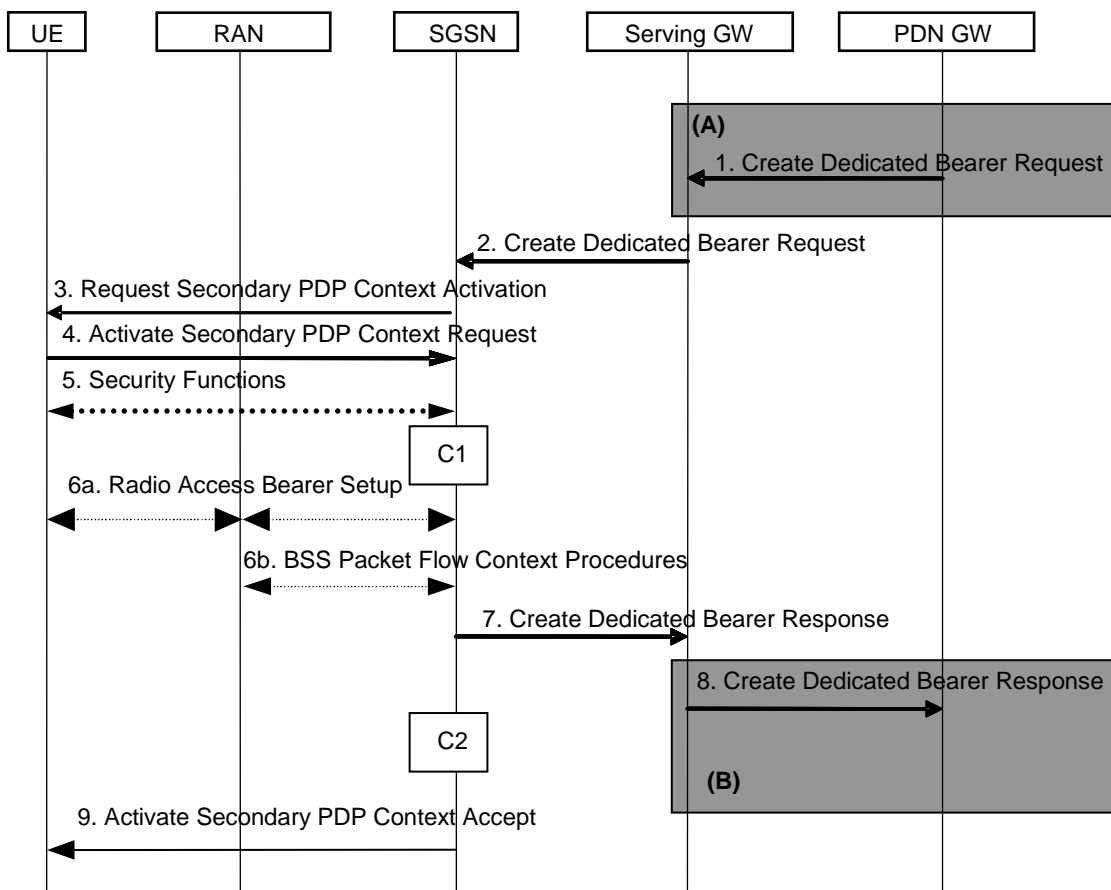 UE
RAN
SGSN
Serving GW
PDN GW
(A)
1. Create Dedicated Bearer Request
2. Create Dedicated Bearer Request
3. Request Secondary PDP Context Activation
4. Activate Secondary PDP Context Request
5. Security Functions
C1
6a. Radio Access Bearer Setup
6b. BSS Packet Flow Context Procedures
7. Create Dedicated Bearer Response
8. Create Dedicated Bearer Response
C2
(B)
9. Activate Secondary PDP Context Accept